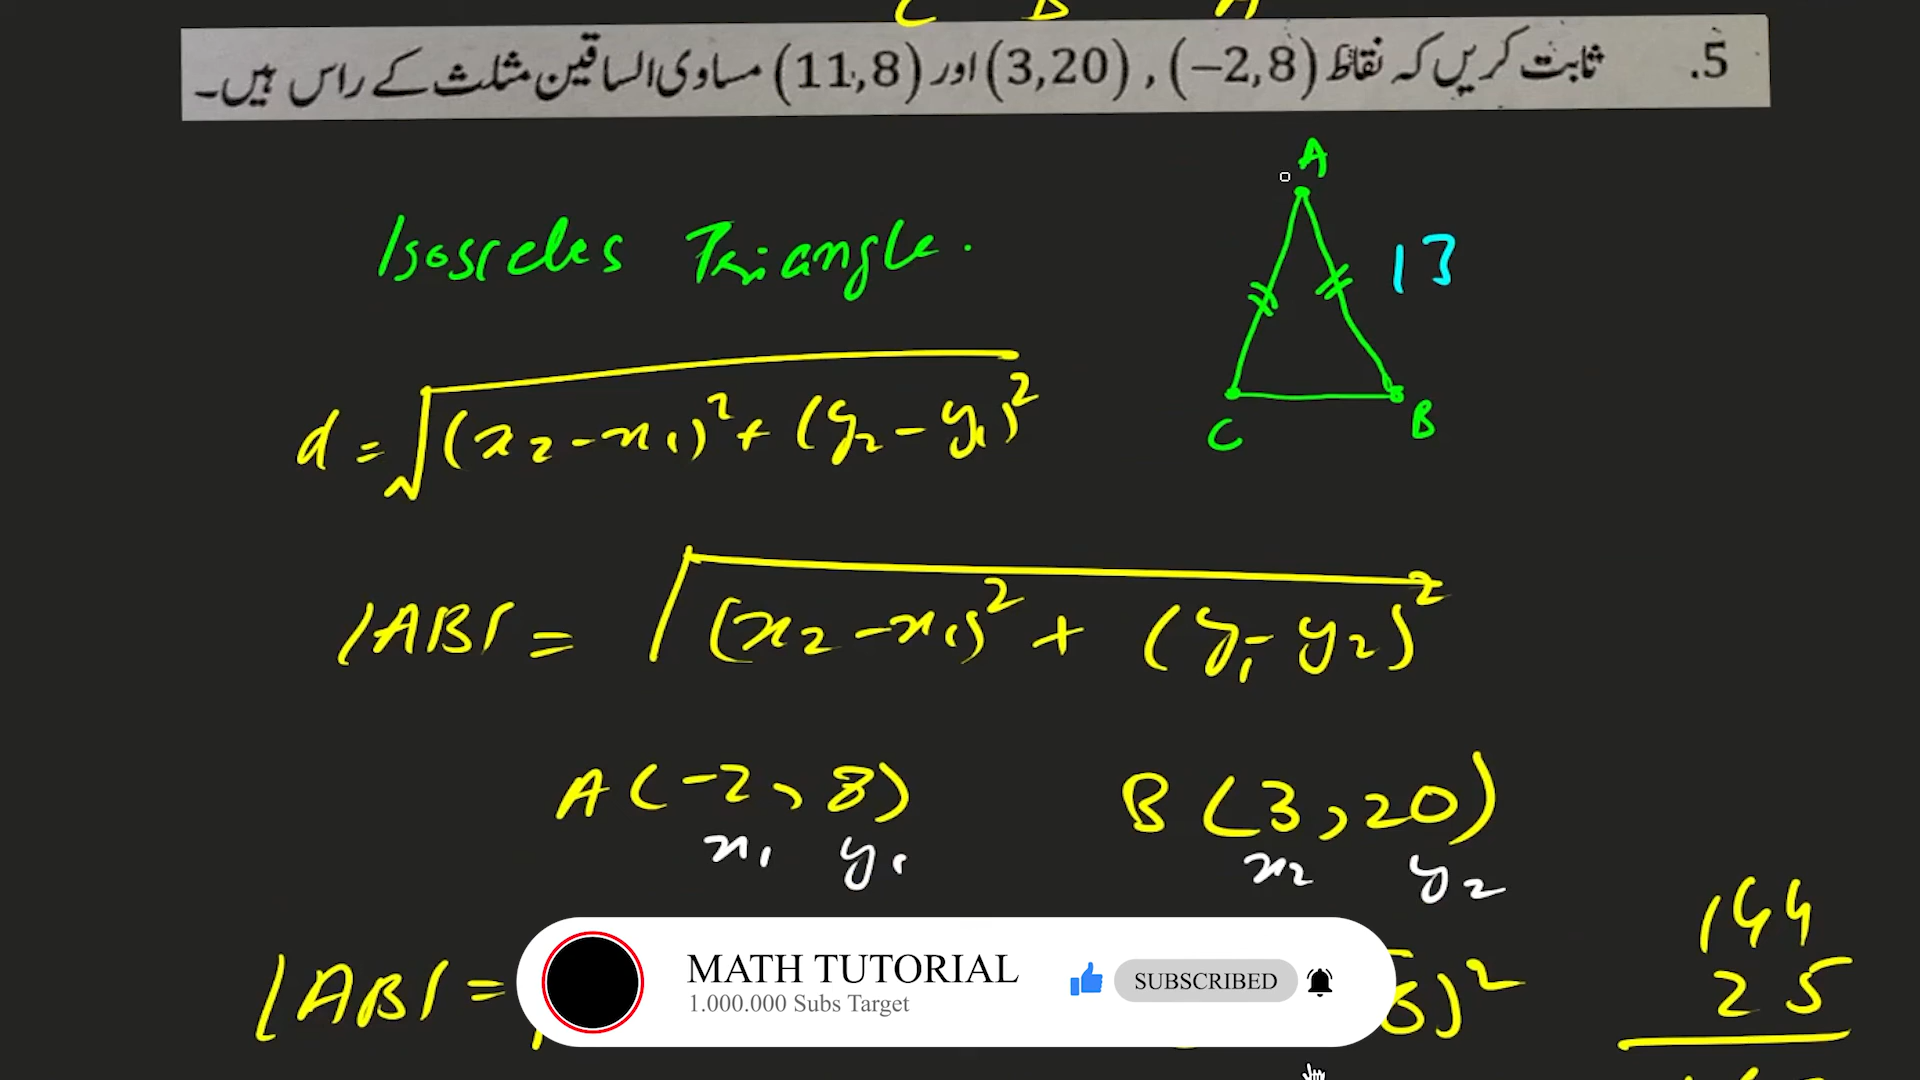 C B A
5. ثابت کریں کہ نقاط (−2,8) , (3,20) اور (11,8) مساوی الساقین مثلث کے راس ہیں۔
A
Isosceles Triangle.
13
C B
d = √(x₂-x₁)² + (y₂-y₁)²
|AB| = √(x₂-x₁)² + (y₁-y₂)²
A(-2, 8) B(3, 20)
x₁ y₁ x₂ y₂
144
25
|AB| = )²
MATH TUTORIAL
1.000.000 Subs Target
SUBSCRIBED